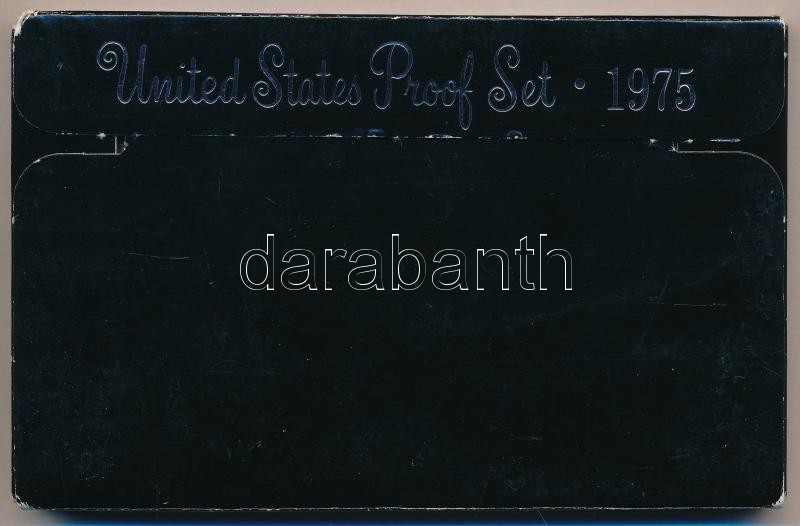 United States Proof Set · 1975
darabanth